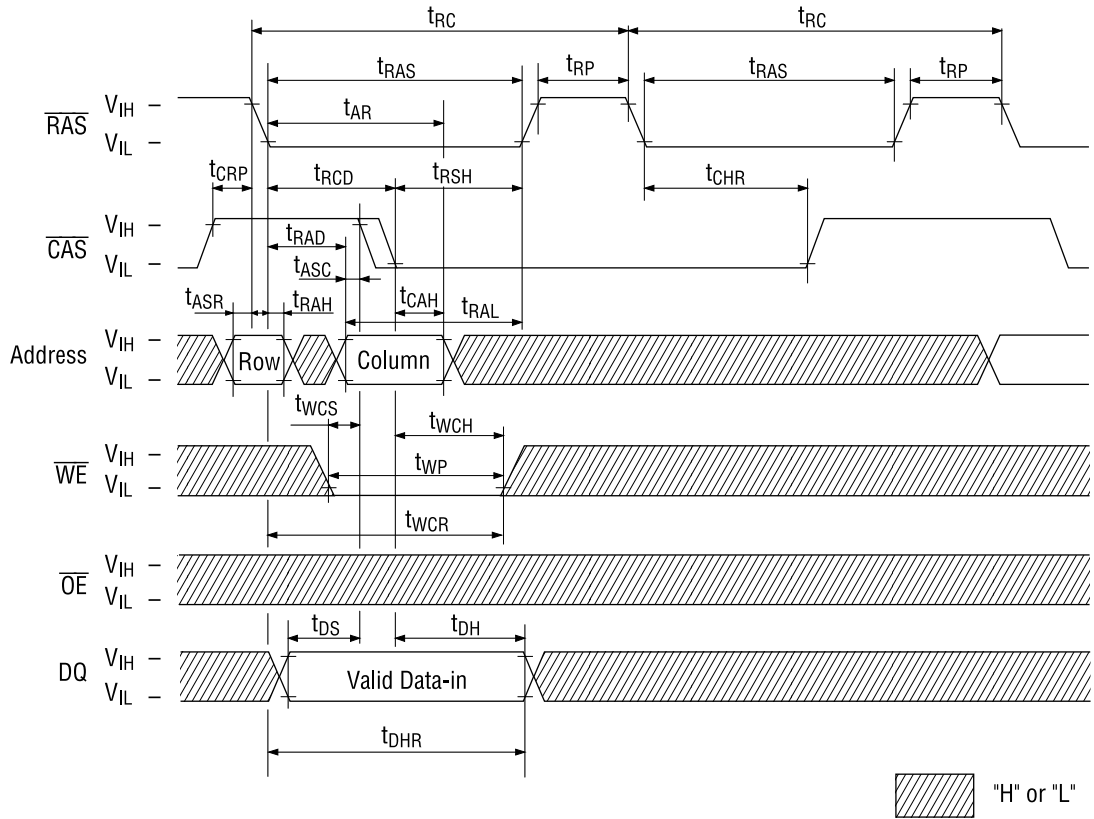 tRC tRC
tRAS tRP tRAS tRP
RAS VIH –
VIL –
tAR
tCRP tRCD tRSH tCHR
CAS VIH –
VIL –
tRAD
tASC
tASR tRAH tCAH tRAL
Address VIH –
VIL –
Row Column
tWCS tWCH
WE VIH –
VIL –
tWP
tWCR
OE VIH –
VIL –
tDS tDH
DQ VIH –
VIL –
Valid Data-in
tDHR
"H" or "L"